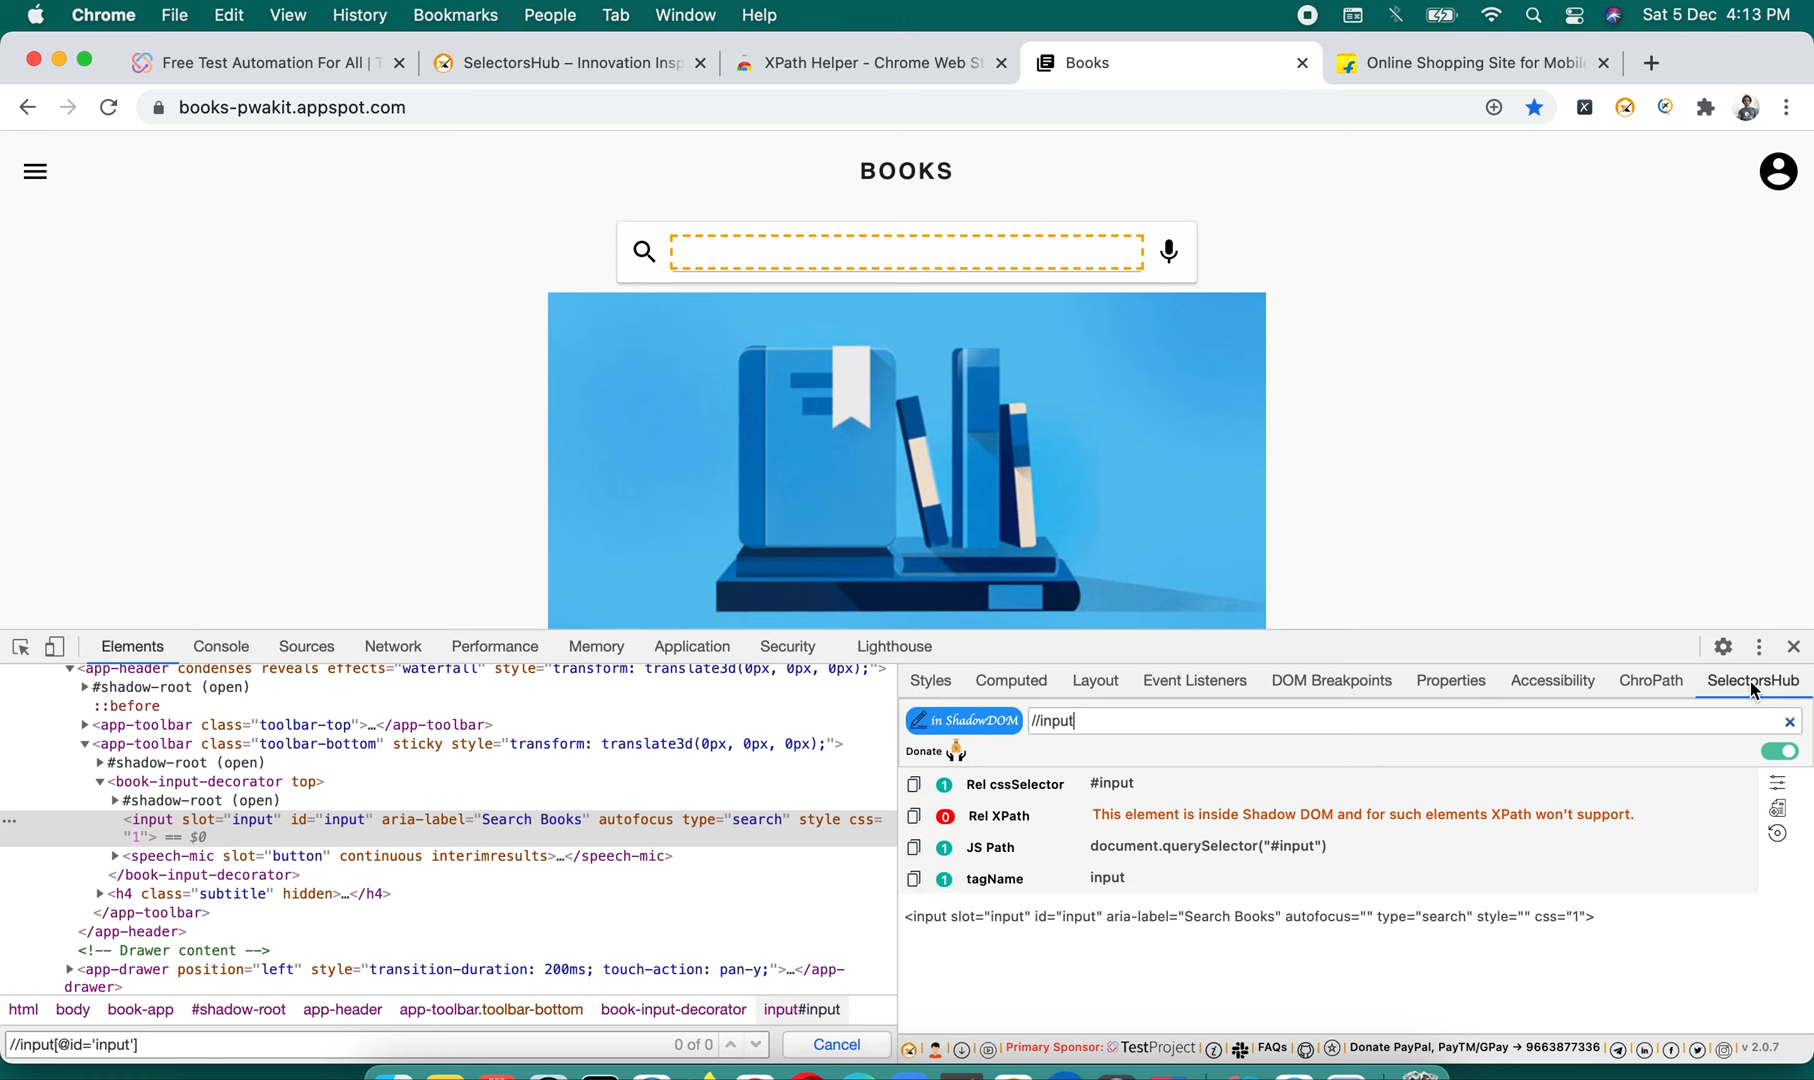 Chrome File Edit View History Bookmarks People Tab Window Help Sat 5 Dec 4:13 PM
Free Test Automation For All | T SelectorsHub – Innovation Insp XPath Helper - Chrome Web St Books Online Shopping Site for Mobile
books-pwakit.appspot.com
BOOKS
Elements Console Sources Network Performance Memory Application Security Lighthouse
▼<app-header condenses reveals effects="waterfall" style="transform: translate3d(0px, 0px, 0px);">
▶#shadow-root (open)
::before
▶<app-toolbar class="toolbar-top">…</app-toolbar>
▼<app-toolbar class="toolbar-bottom" sticky style="transform: translate3d(0px, 0px, 0px);">
▶#shadow-root (open)
▼<book-input-decorator top>
▶#shadow-root (open)
… <input slot="input" id="input" aria-label="Search Books" autofocus type="search" style css=
"1"> == $0
▶<speech-mic slot="button" continuous interimresults>…</speech-mic>
</book-input-decorator>
▶<h4 class="subtitle" hidden>…</h4>
</app-toolbar>
</app-header>
<!-- Drawer content -->
▶<app-drawer position="left" style="transition-duration: 200ms; touch-action: pan-y;">…</app-
drawer>
html body book-app #shadow-root app-header app-toolbar.toolbar-bottom book-input-decorator input#input
//input[@id='input'] 0 of 0 Cancel
Styles Computed Layout Event Listeners DOM Breakpoints Properties Accessibility ChroPath SelectorsHub
in ShadowDOM //input
Donate
1 Rel cssSelector #input
0 Rel XPath This element is inside Shadow DOM and for such elements XPath won't support.
1 JS Path document.querySelector("#input")
1 tagName input
<input slot="input" id="input" aria-label="Search Books" autofocus="" type="search" style="" css="1">
Primary Sponsor: TestProject | FAQs | Donate PayPal, PayTM/GPay → 9663877336 | v 2.0.7